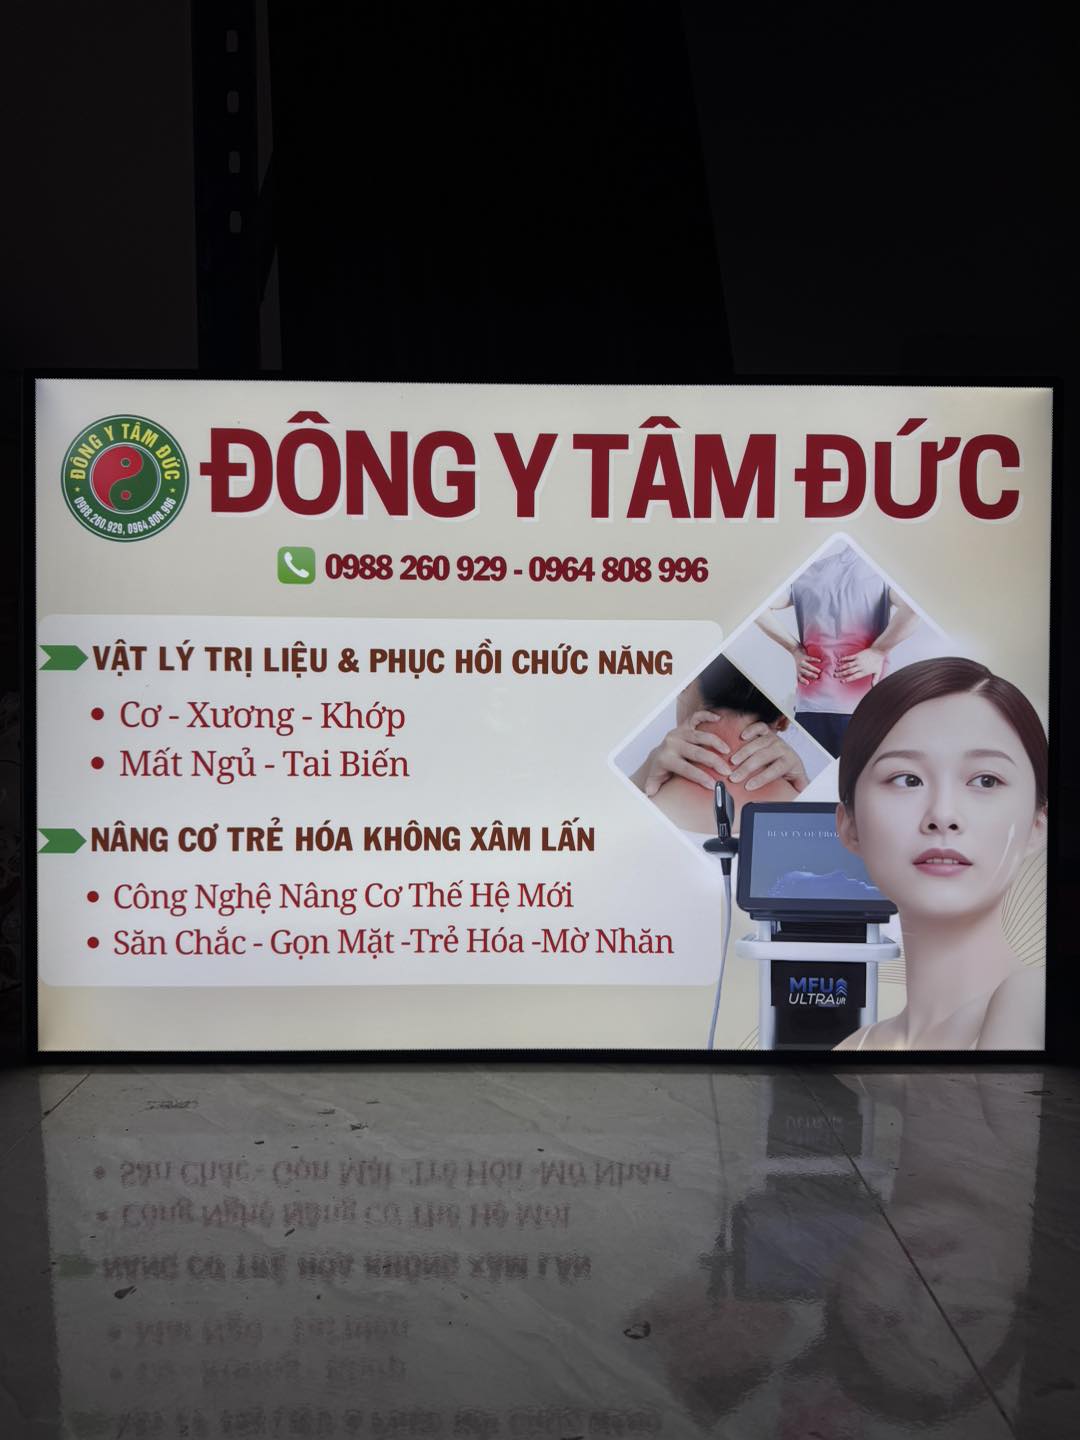 ĐÔNG Y TÂM ĐỨC
0988.260.929, 0964.808.996
ĐÔNG Y TÂM ĐỨC
0988 260 929 - 0964 808 996
VẬT LÝ TRỊ LIỆU & PHỤC HỒI CHỨC NĂNG
• Cơ - Xương - Khớp
• Mất Ngủ - Tai Biến
NÂNG CƠ TRẺ HÓA KHÔNG XÂM LẤN
• Công Nghệ Nâng Cơ Thế Hệ Mới
• Săn Chắc - Gọn Mặt -Trẻ Hóa -Mờ Nhăn
BEAUTY OF
MFU
ULTRA